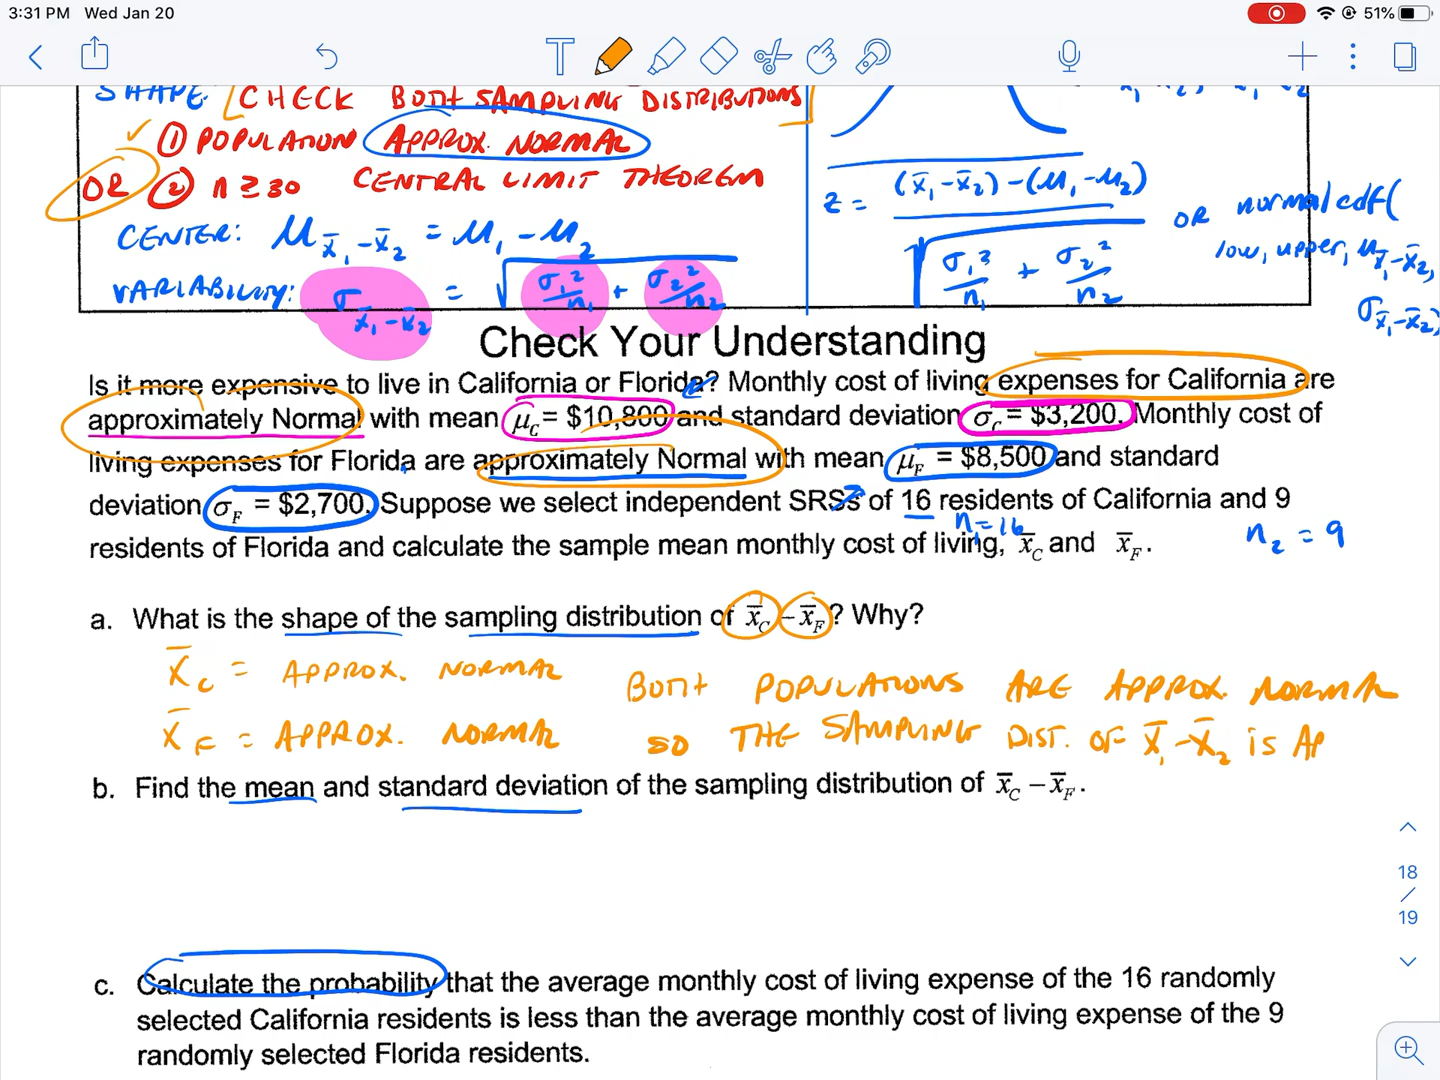 3:31 PM Wed Jan 20
51%
T
SHAPE: CHECK BOTH SAMPLING DISTRIBUTIONS
✓ ① POPULATION APPROX. NORMAL
OR ② n ≥ 30 CENTRAL LIMIT THEOREM
CENTER: μx̄₁-x̄₂ = μ₁ - μ₂
VARIABILITY: σx̄₁-x̄₂ = √σ₁²/n₁ + σ₂²/n₂
z = (x̄₁-x̄₂)-(μ₁-μ₂)
√σ₁²/n₁ + σ₂²/n₂
OR normalcdf(
low, upper, μx̄₁-x̄₂,
σx̄₁-x̄₂)
Check Your Understanding
Is it more expensive to live in California or Florida? Monthly cost of living expenses for California are
approximately Normal with mean μC = $10,800 and standard deviation σC = $3,200. Monthly cost of
living expenses for Florida are approximately Normal with mean μF = $8,500 and standard
deviation σF = $2,700. Suppose we select independent SRSs of 16 residents of California and 9
n₁=16
n₂ = 9
residents of Florida and calculate the sample mean monthly cost of living, x̄C and x̄F.
a. What is the shape of the sampling distribution of x̄C – x̄F? Why?
x̄C = APPROX. NORMAL
BOTH POPULATIONS ARE APPROX. NORMAL
x̄F = APPROX. NORMAL
SO THE SAMPLING DIST. OF x̄₁-x̄₂ is AP
b. Find the mean and standard deviation of the sampling distribution of x̄C – x̄F.
18
/
19
c. Calculate the probability that the average monthly cost of living expense of the 16 randomly
selected California residents is less than the average monthly cost of living expense of the 9
randomly selected Florida residents.